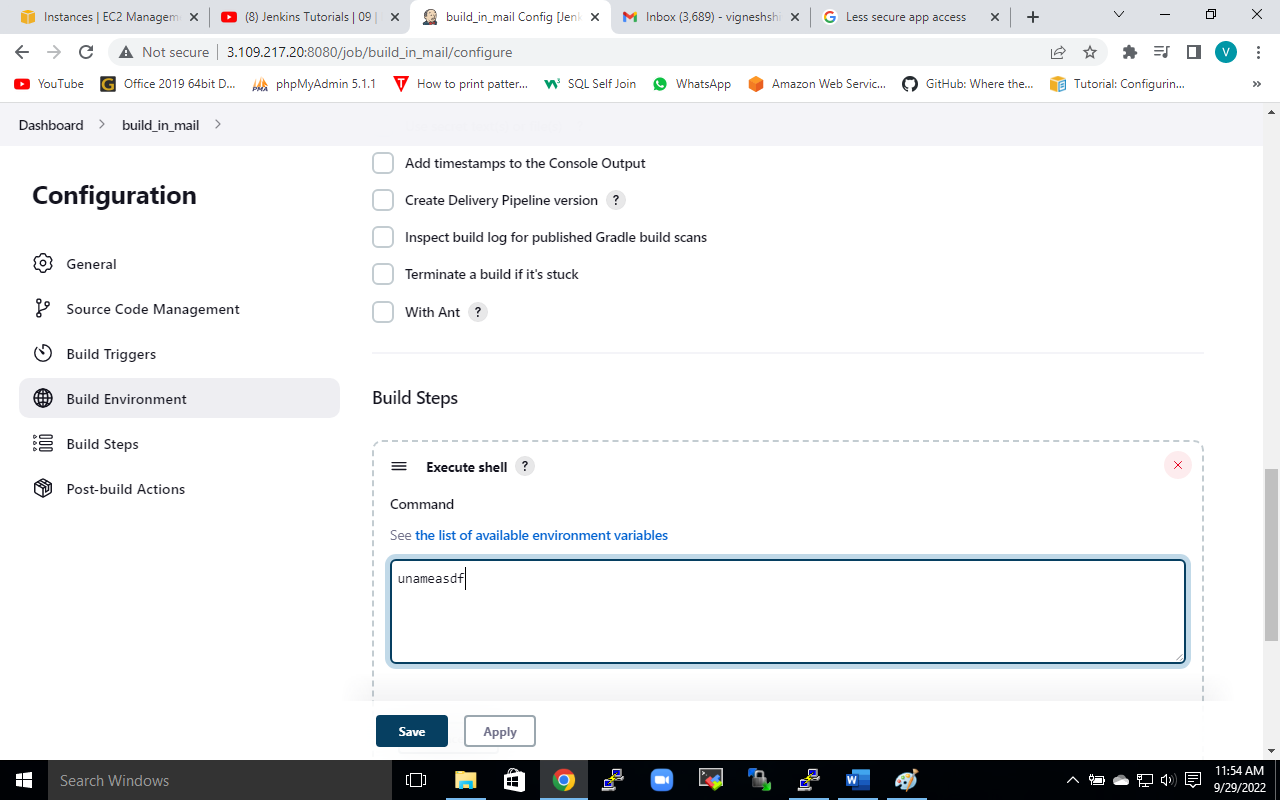 Instances | EC2 Managem
(8) Jenkins Tutorials | 09 |
build_in_mail Config [Jenk
Inbox (3,689) - vigneshshi
Less secure app access
Not secure
3.109.217.20:8080/job/build_in_mail/configure
V
YouTube
Office 2019 64bit D...
phpMyAdmin 5.1.1
How to print patter...
SQL Self Join
WhatsApp
Amazon Web Servic...
GitHub: Where the...
Tutorial: Configurin...
»
Dashboard
build_in_mail
Configuration
General
Source Code Management
Build Triggers
Build Environment
Build Steps
Post-build Actions
Add timestamps to the Console Output
Create Delivery Pipeline version ?
Inspect build log for published Gradle build scans
Terminate a build if it's stuck
With Ant ?
Build Steps
Execute shell ?
Command
See the list of available environment variables
unameasdf
Save
Apply
Search Windows
11:54 AM
9/29/2022